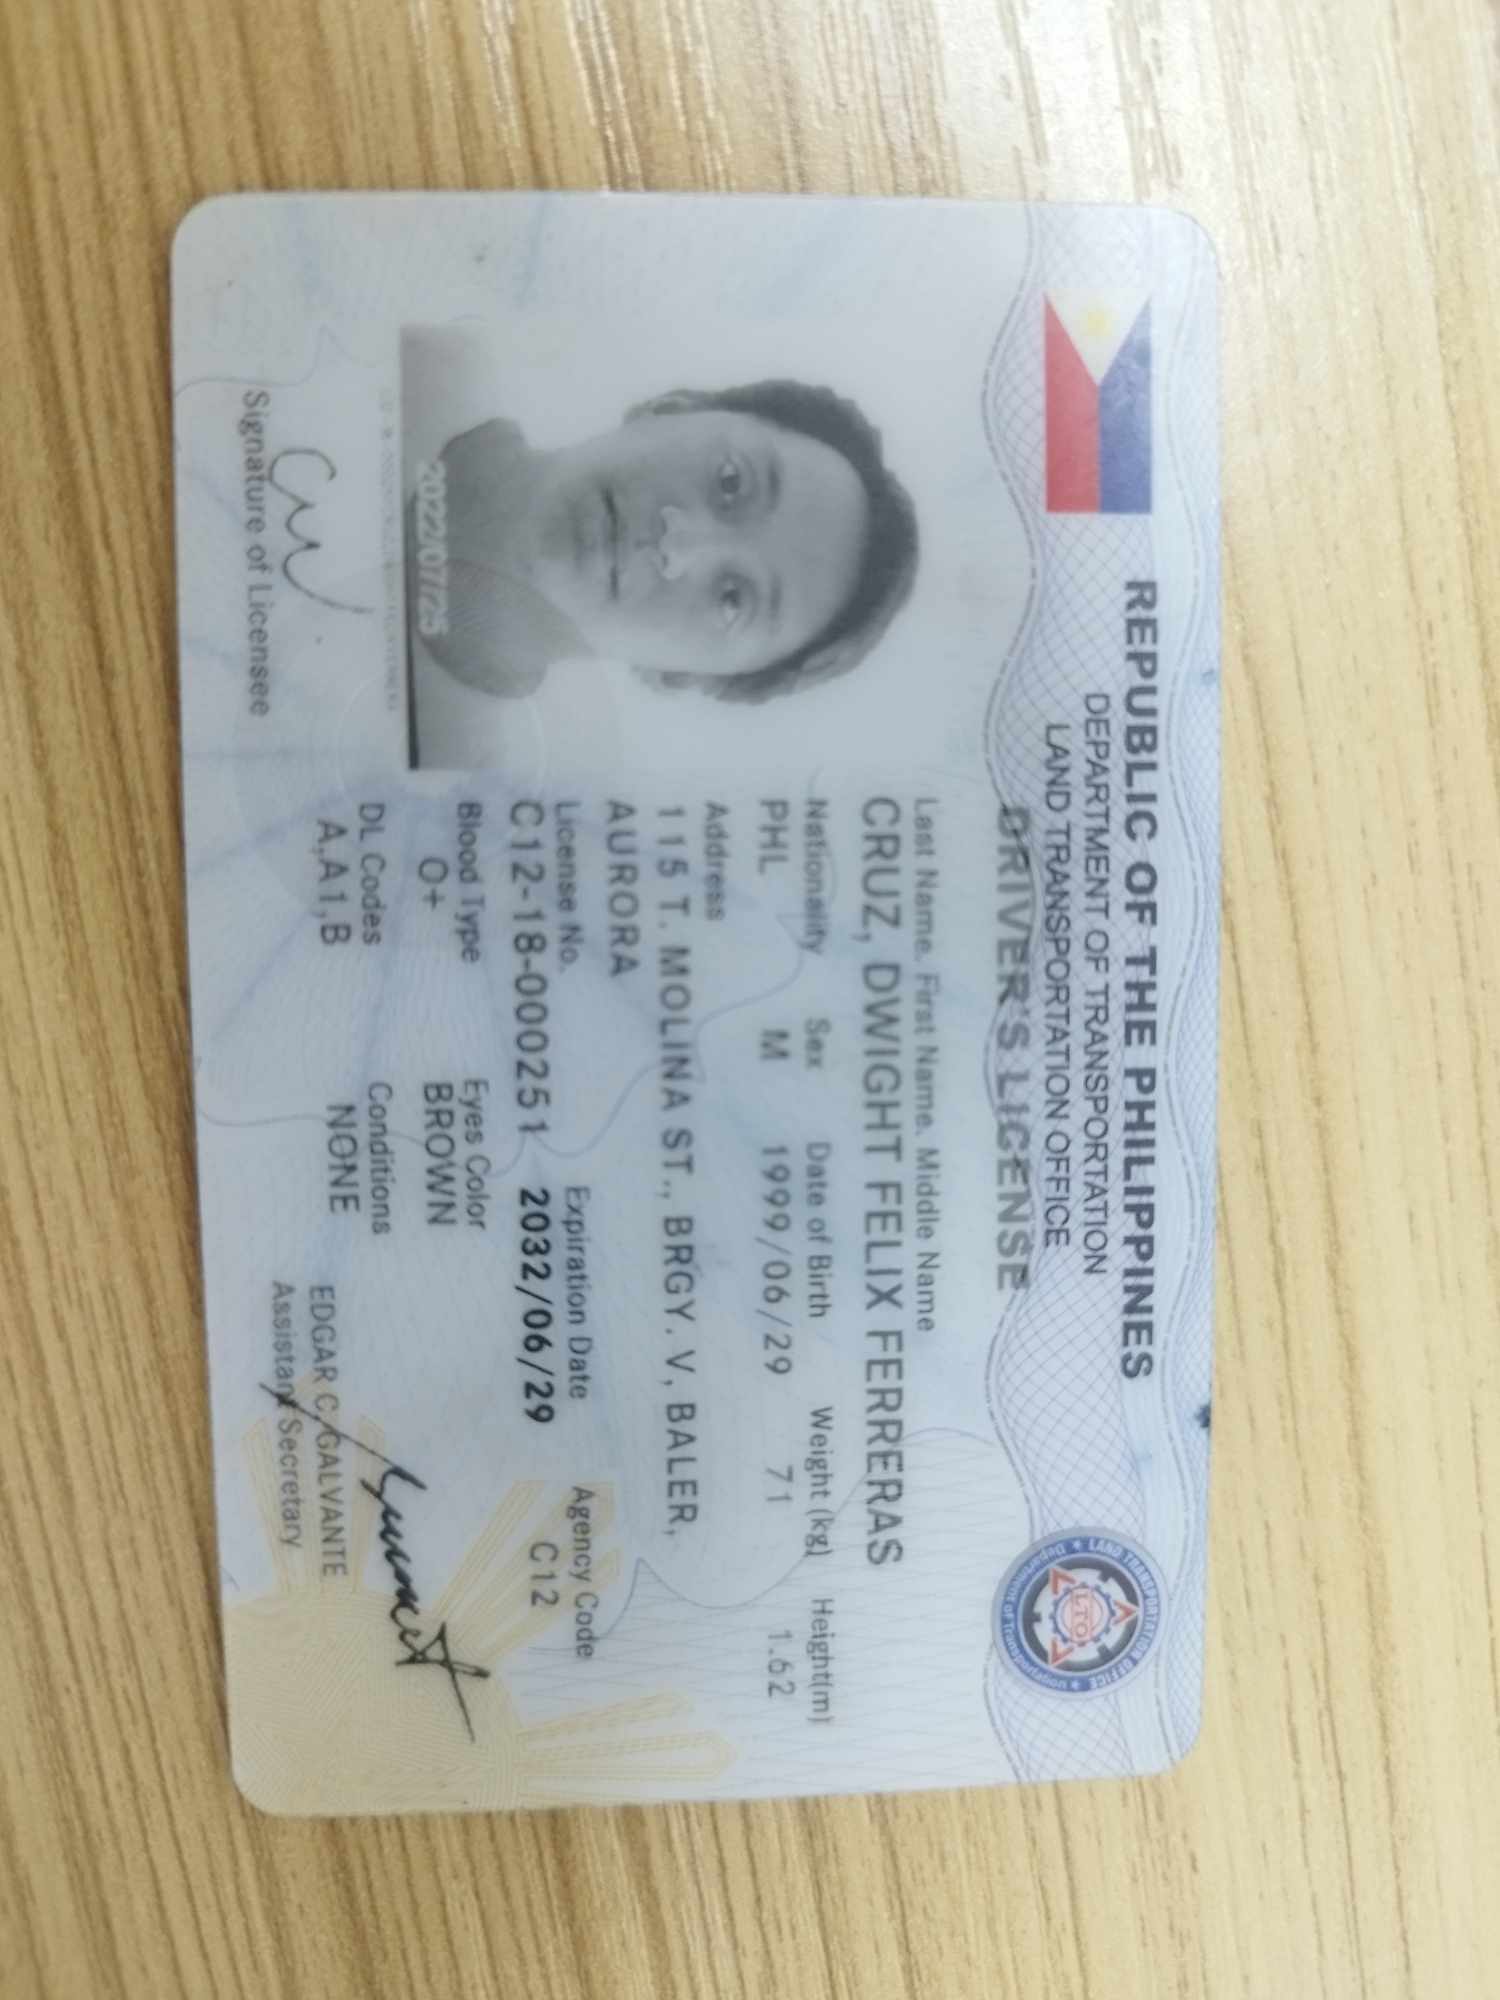 REPUBLIC OF THE PHILIPPINES
DEPARTMENT OF TRANSPORTATION
LAND TRANSPORTATION OFFICE
DRIVER'S LICENSE
LAND TRANSPORTATION OFFICE
LTO
Department of Transportation
Last Name, First Name, Middle Name
CRUZ, DWIGHT FELIX FERRERAS
Nationality Sex Date of Birth Weight (kg) Height(m)
PHL M 1999/06/29 71 1.62
Address
115 T. MOLINA ST., BRGY. V, BALER,
AURORA
License No. Expiration Date Agency Code
C12-18-000251 2032/06/29 C12
Blood Type Eyes Color
O+ BROWN
DL Codes Conditions
A,A1,B NONE
2022/07/25
Signature of Licensee
EDGAR C. GALVANTE
Assistant Secretary